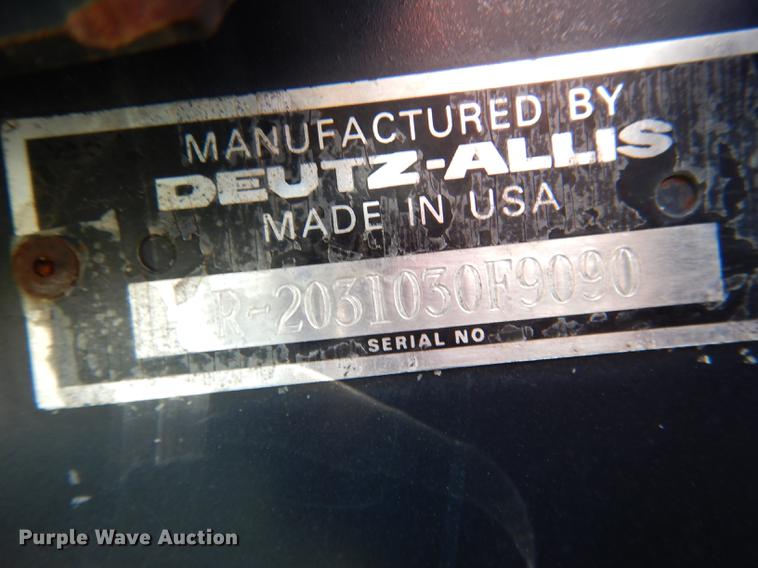 MANUFACTURED BY
DEUTZ-ALLIS
MADE IN USA
R-2031030F9090
SERIAL NO
Purple Wave Auction